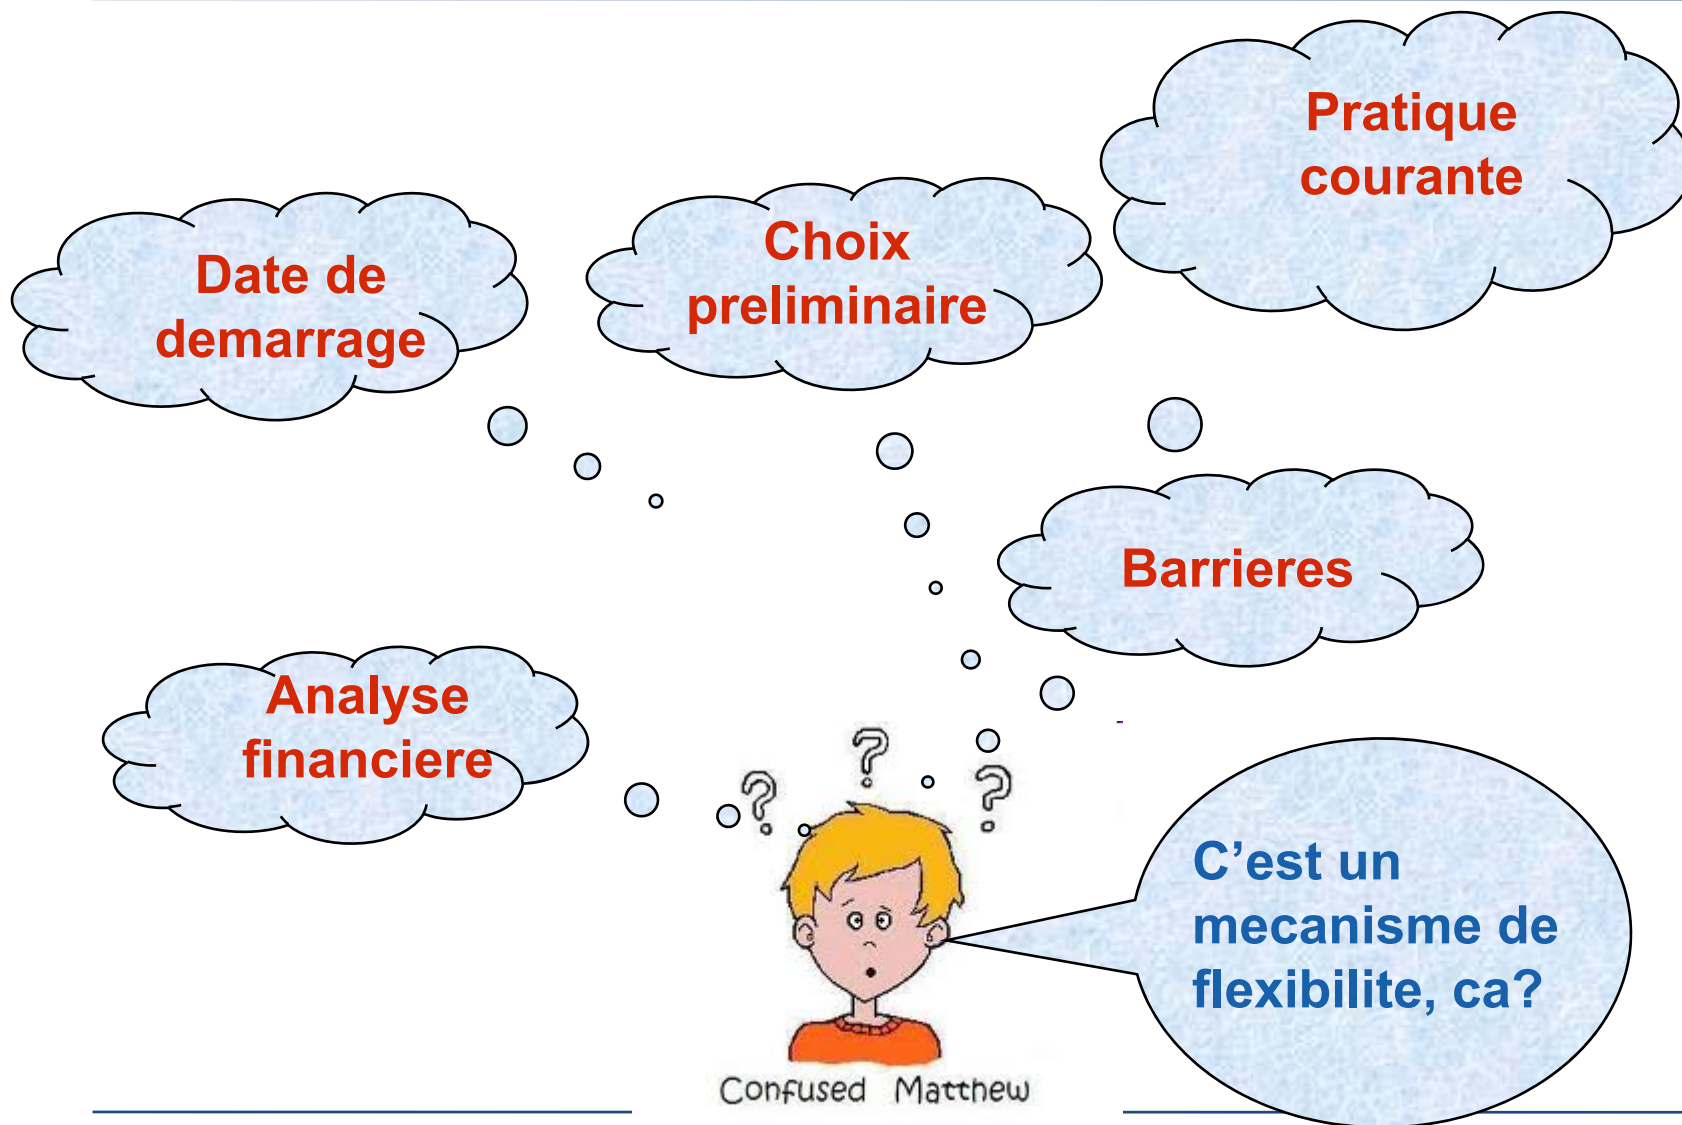 Pratique
courante
Choix
preliminaire
Date de
demarrage
Barrieres
Analyse
financiere
? ? ?
C’est un
mecanisme de
flexibilite, ca?
Confused Matthew